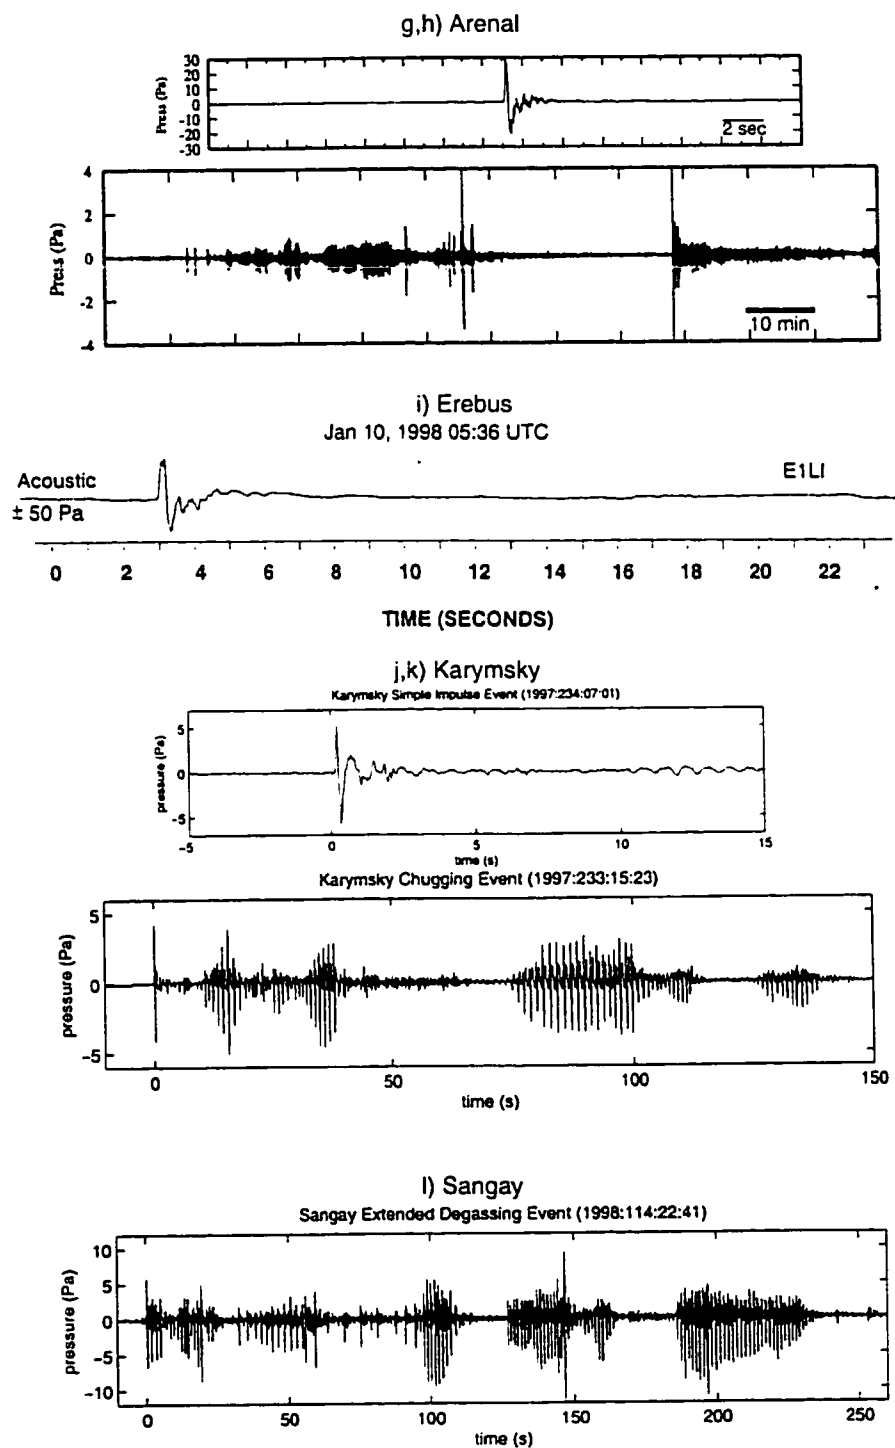 g,h) Arenal
30
20
10
0
-10
-20
-30
Press (Pa)
2 sec
4
2
0
-2
-4
Press (Pa)
10 min
i) Erebus
Jan 10, 1998 05:36 UTC
Acoustic
± 50 Pa
E1LI
0 2 4 6 8 10 12 14 16 18 20 22
TIME (SECONDS)
j,k) Karymsky
Karymsky Simple Impulse Event (1997:234:07:01)
5
0
-5
pressure (Pa)
-5 0 5 10 15
time (s)
Karymsky Chugging Event (1997:233:15:23)
5
0
-5
pressure (Pa)
0 50 100 150
time (s)
l) Sangay
Sangay Extended Degassing Event (1998:114:22:41)
10
5
0
-5
-10
pressure (Pa)
0 50 100 150 200 250
time (s)